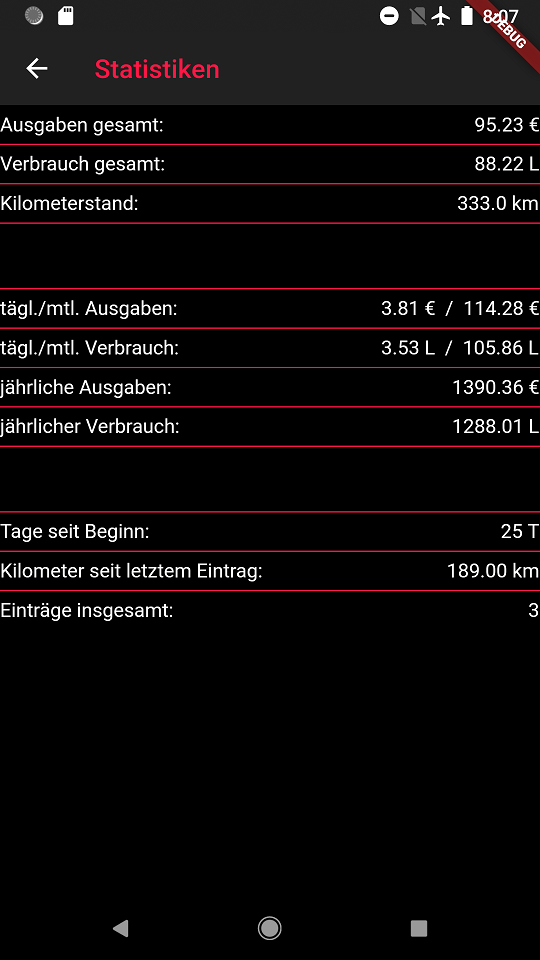 8:07
DEBUG
Statistiken
Ausgaben gesamt: 95.23 €
Verbrauch gesamt: 88.22 L
Kilometerstand: 333.0 km
tägl./mtl. Ausgaben: 3.81 € / 114.28 €
tägl./mtl. Verbrauch: 3.53 L / 105.86 L
jährliche Ausgaben: 1390.36 €
jährlicher Verbrauch: 1288.01 L
Tage seit Beginn: 25 T
Kilometer seit letztem Eintrag: 189.00 km
Einträge insgesamt: 3